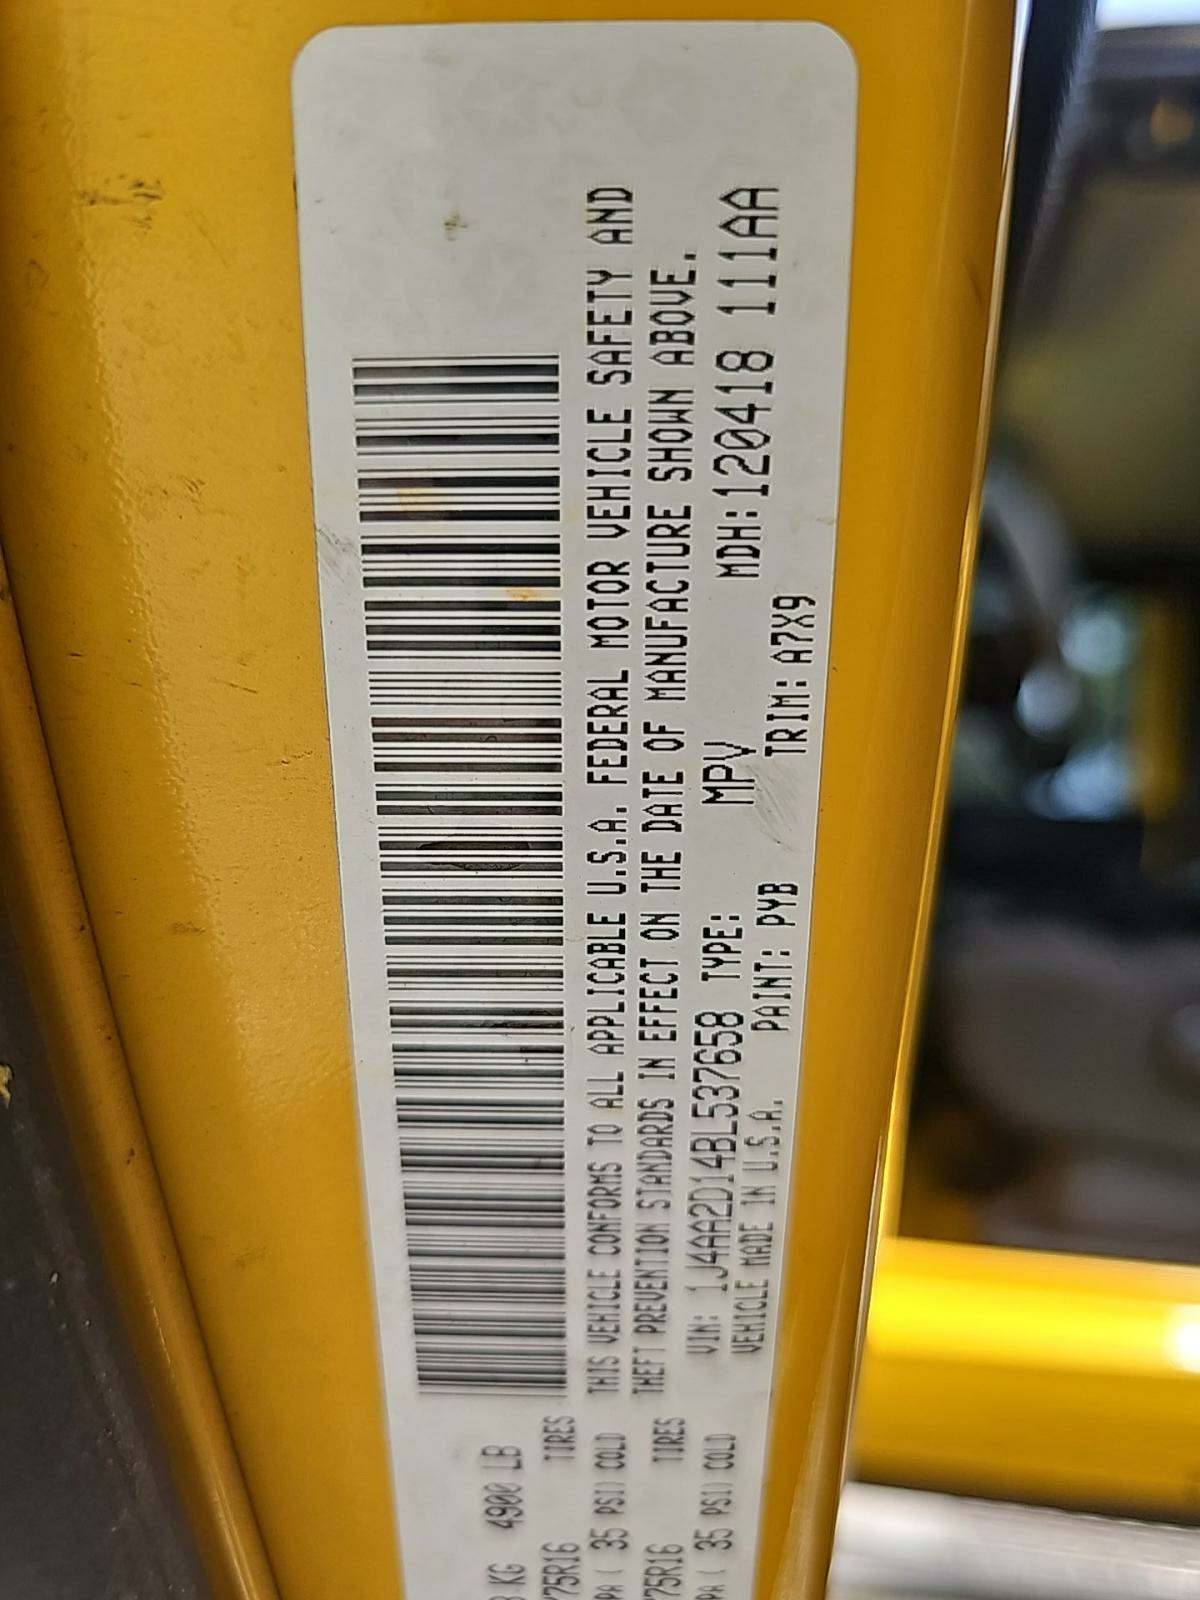 3 KG 4900 LB
/75R16 TIRES
PA ( 35 PSI) COLD
/75R16 TIRES
PA ( 35 PSI) COLD
THIS VEHICLE CONFORMS TO ALL APPLICABLE U.S.A. FEDERAL MOTOR VEHICLE SAFETY AND
THEFT PREVENTION STANDARDS IN EFFECT ON THE DATE OF MANUFACTURE SHOWN ABOVE.
VIN: 1J4AA2D14BL537658 TYPE: MPV MDH:120418 111AA
VEHICLE MADE IN U.S.A. PAINT: PYB TRIM: A7X9